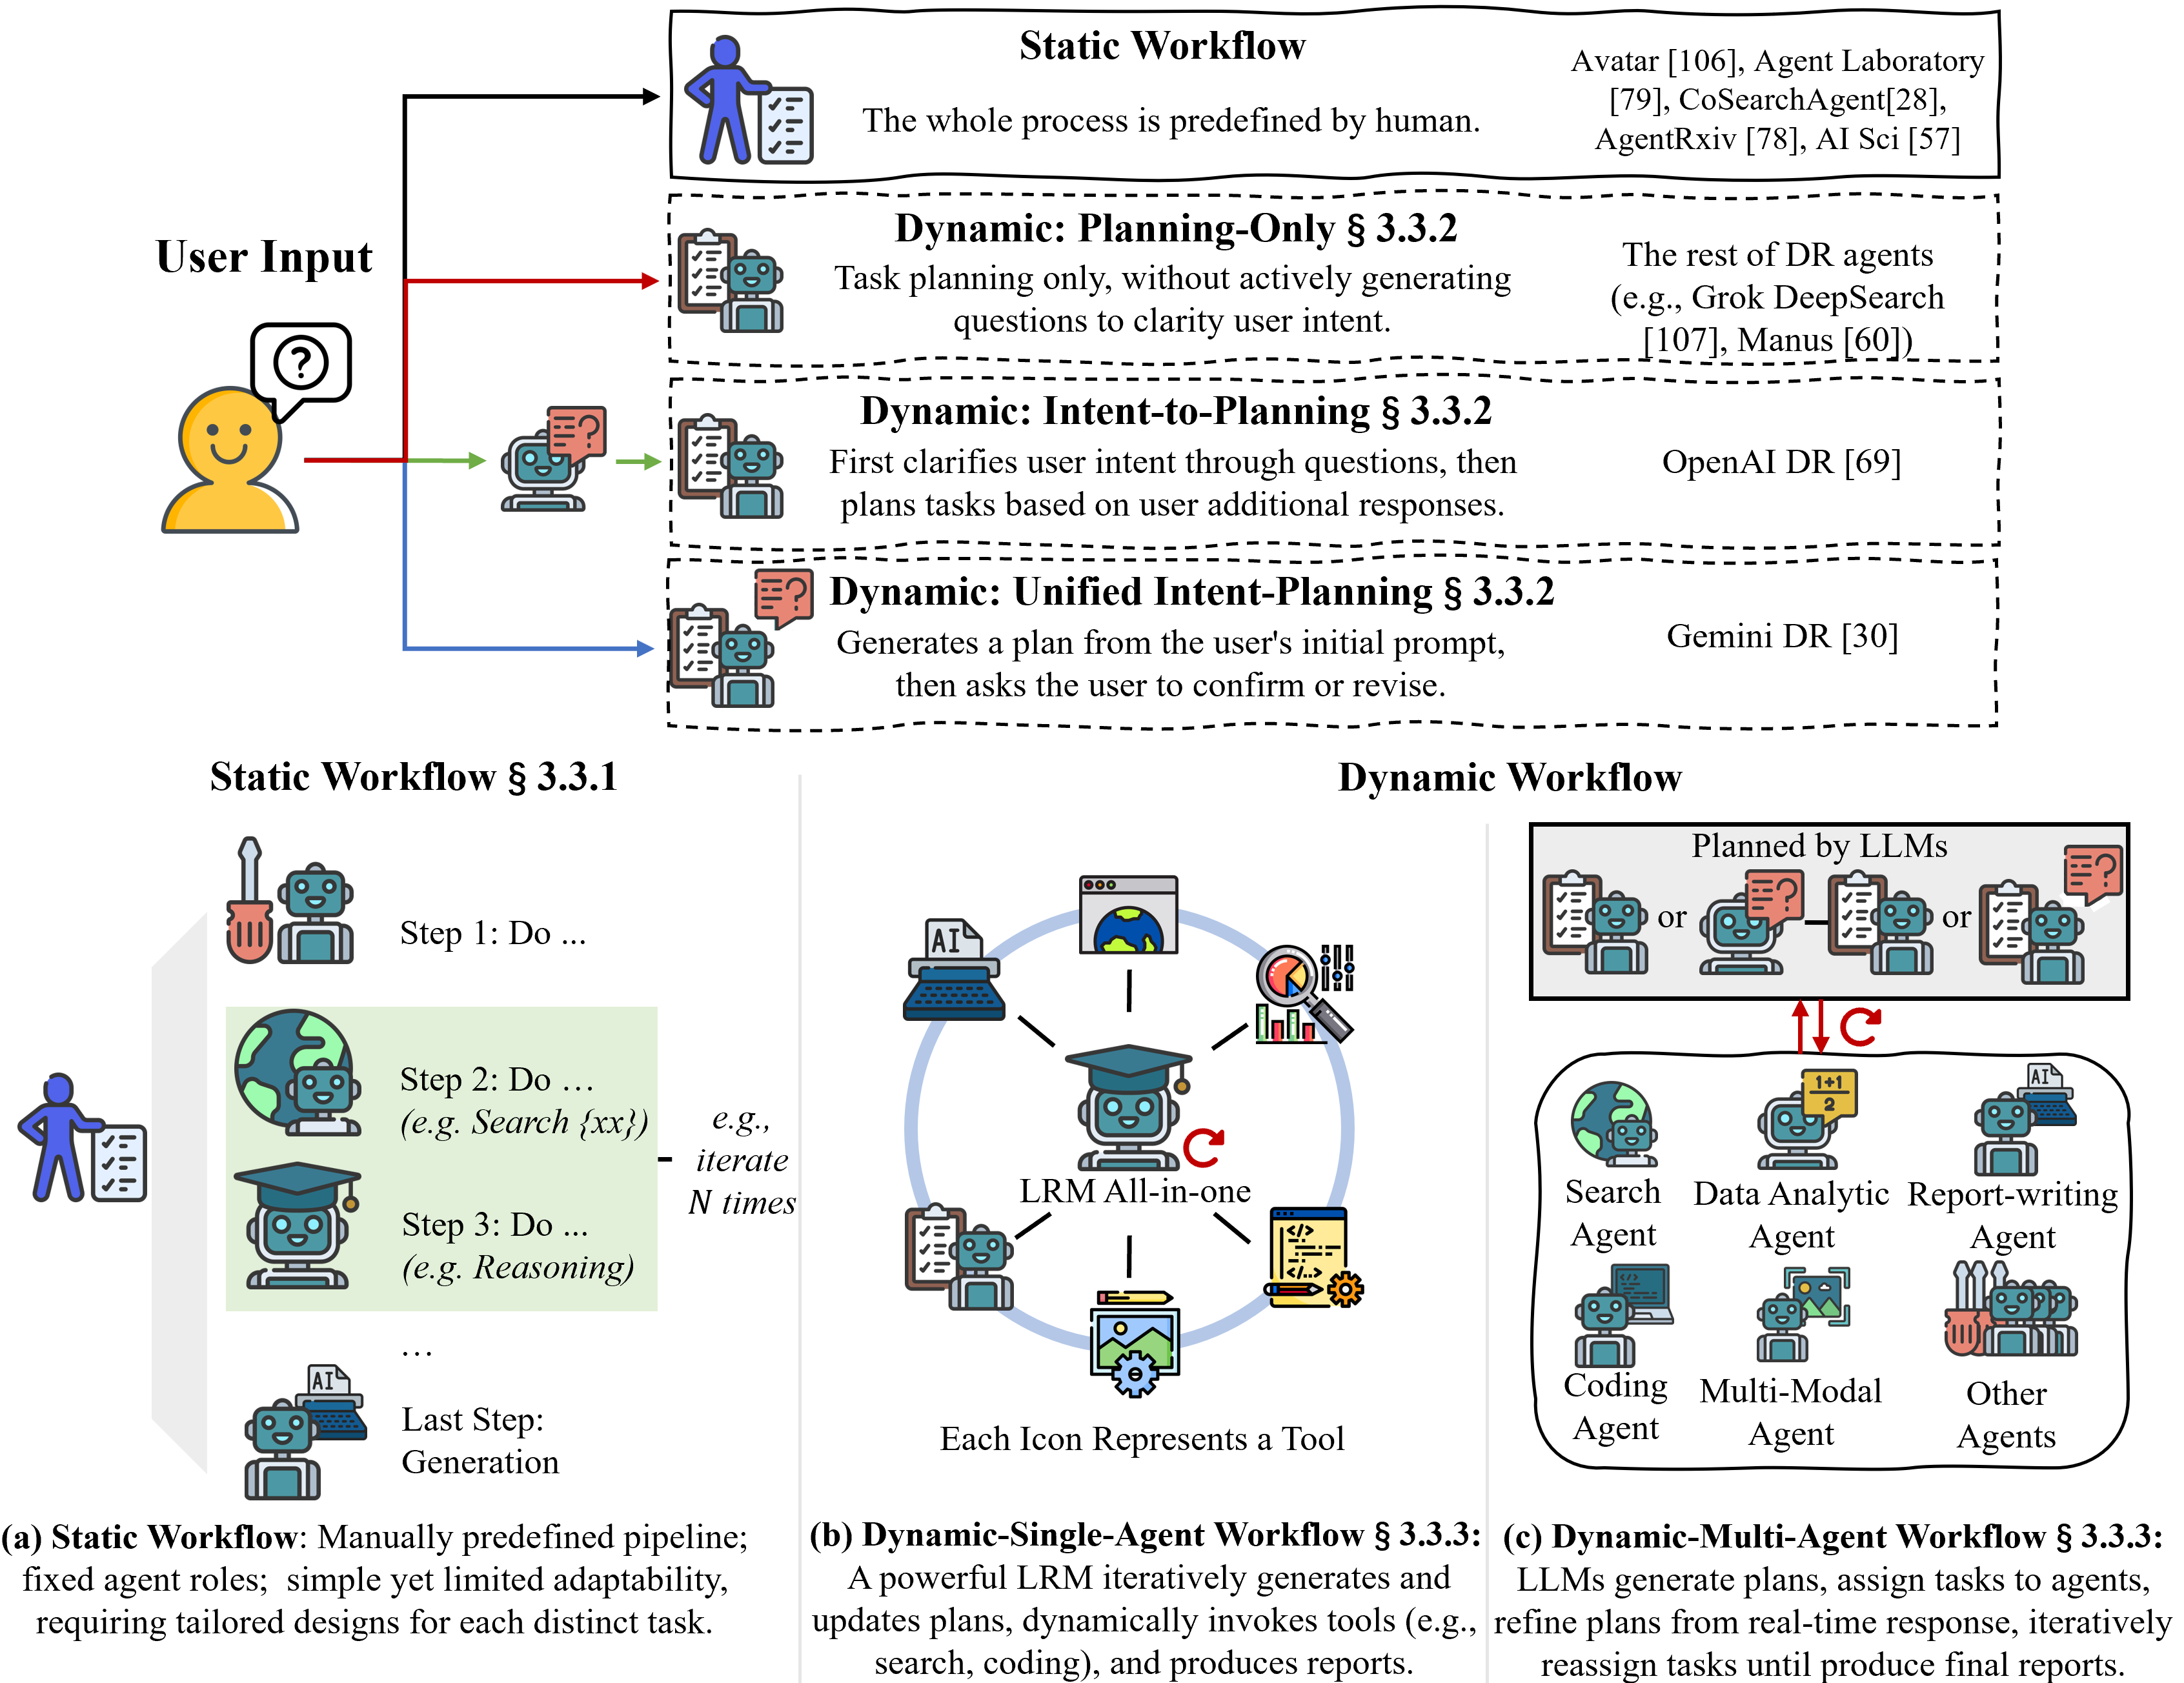 Static Workflow
The whole process is predefined by human.
Avatar [106], Agent Laboratory
[79], CoSearchAgent[28],
AgentRxiv [78], AI Sci [57]
User Input
?
Dynamic: Planning-Only § 3.3.2
Task planning only, without actively generating
questions to clarity user intent.
The rest of DR agents
(e.g., Grok DeepSearch
[107], Manus [60])
Dynamic: Intent-to-Planning § 3.3.2
First clarifies user intent through questions, then
plans tasks based on user additional responses.
OpenAI DR [69]
?
Dynamic: Unified Intent-Planning § 3.3.2
Generates a plan from the user's initial prompt,
then asks the user to confirm or revise.
Gemini DR [30]
?
Static Workflow § 3.3.1
Step 1: Do ...
Step 2: Do …
(e.g. Search {xx})
Step 3: Do ...
(e.g. Reasoning)
e.g.,
iterate
N times
…
AI
Last Step:
Generation
(a) Static Workflow: Manually predefined pipeline;
fixed agent roles;  simple yet limited adaptability,
requiring tailored designs for each distinct task.
Dynamic Workflow
AI
LRM All-in-one
</>
</...>
Each Icon Represents a Tool
(b) Dynamic-Single-Agent Workflow § 3.3.3:
A powerful LRM iteratively generates and
updates plans, dynamically invokes tools (e.g.,
search, coding), and produces reports.
Planned by LLMs
or
?
or
?
1+1
2
AI
Search
Agent
Data Analytic
Agent
Report-writing
Agent
</>
Coding
Agent
Multi-Modal
Agent
Other
Agents
(c) Dynamic-Multi-Agent Workflow § 3.3.3:
LLMs generate plans, assign tasks to agents,
refine plans from real-time response, iteratively
reassign tasks until produce final reports.